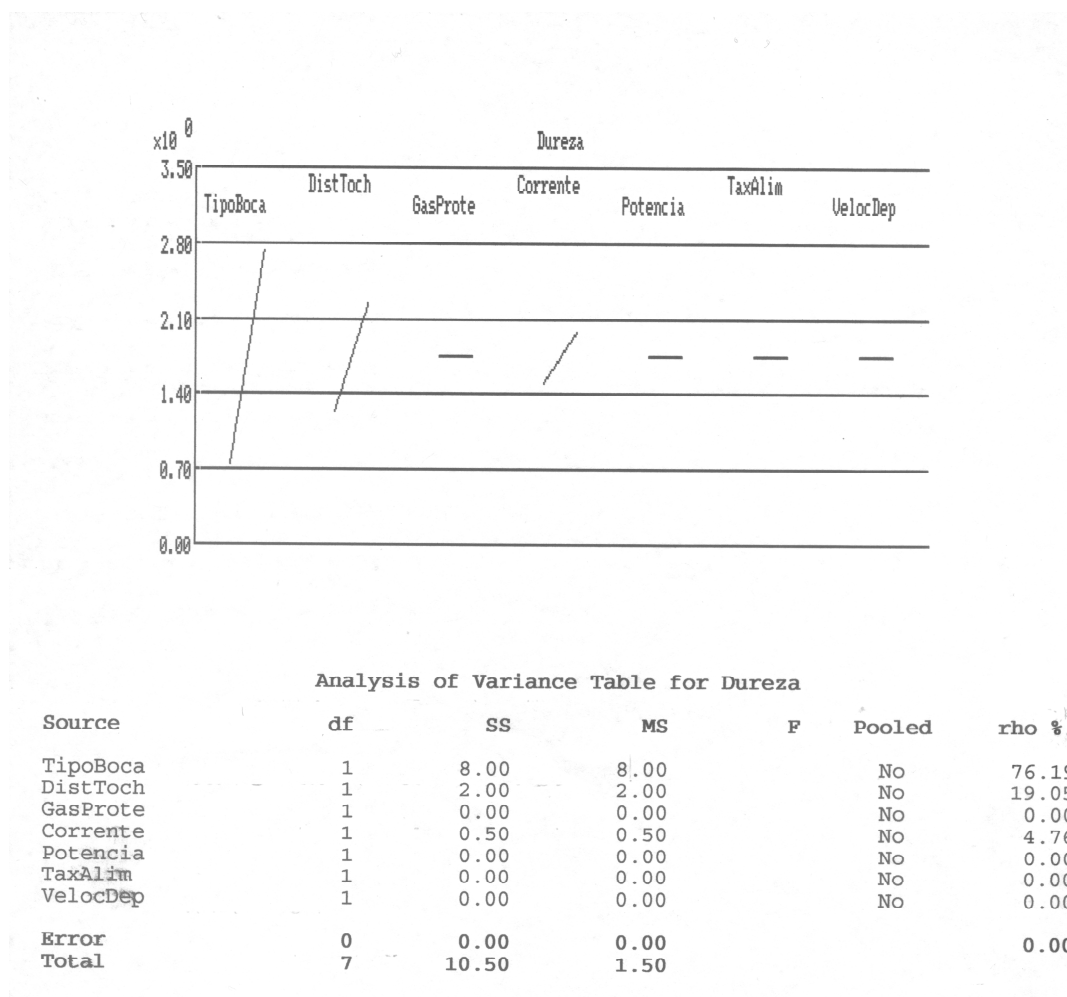 x10 0
Dureza
3.50
DistToch Corrente TaxAlim
TipoBoca GasProte Potencia VelocDep
2.80
2.10
1.40
0.70
0.00
Analysis of Variance Table for Dureza
Source df SS MS F Pooled rho %
TipoBoca 1 8.00 8.00 No 76.19
DistToch 1 2.00 2.00 No 19.05
GasProte 1 0.00 0.00 No 0.00
Corrente 1 0.50 0.50 No 4.76
Potencia 1 0.00 0.00 No 0.00
TaxAlim 1 0.00 0.00 No 0.00
VelocDep 1 0.00 0.00 No 0.00
Error 0 0.00 0.00 0.00
Total 7 10.50 1.50